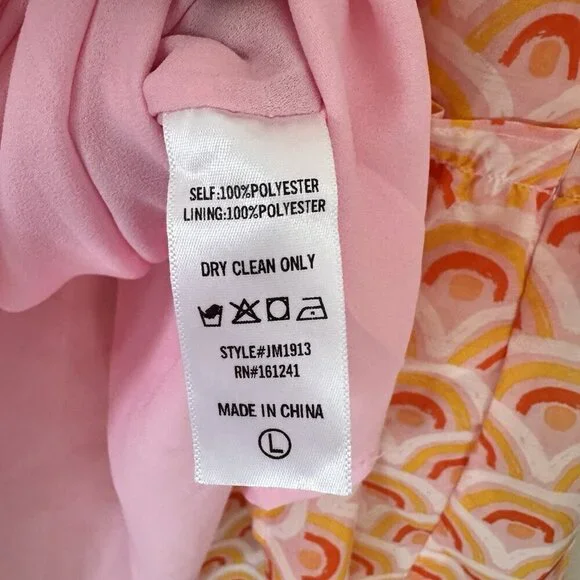 SELF:100%POLYESTER
LINING:100%POLYESTER
DRY CLEAN ONLY
STYLE#JM1913
RN#161241
MADE IN CHINA
L